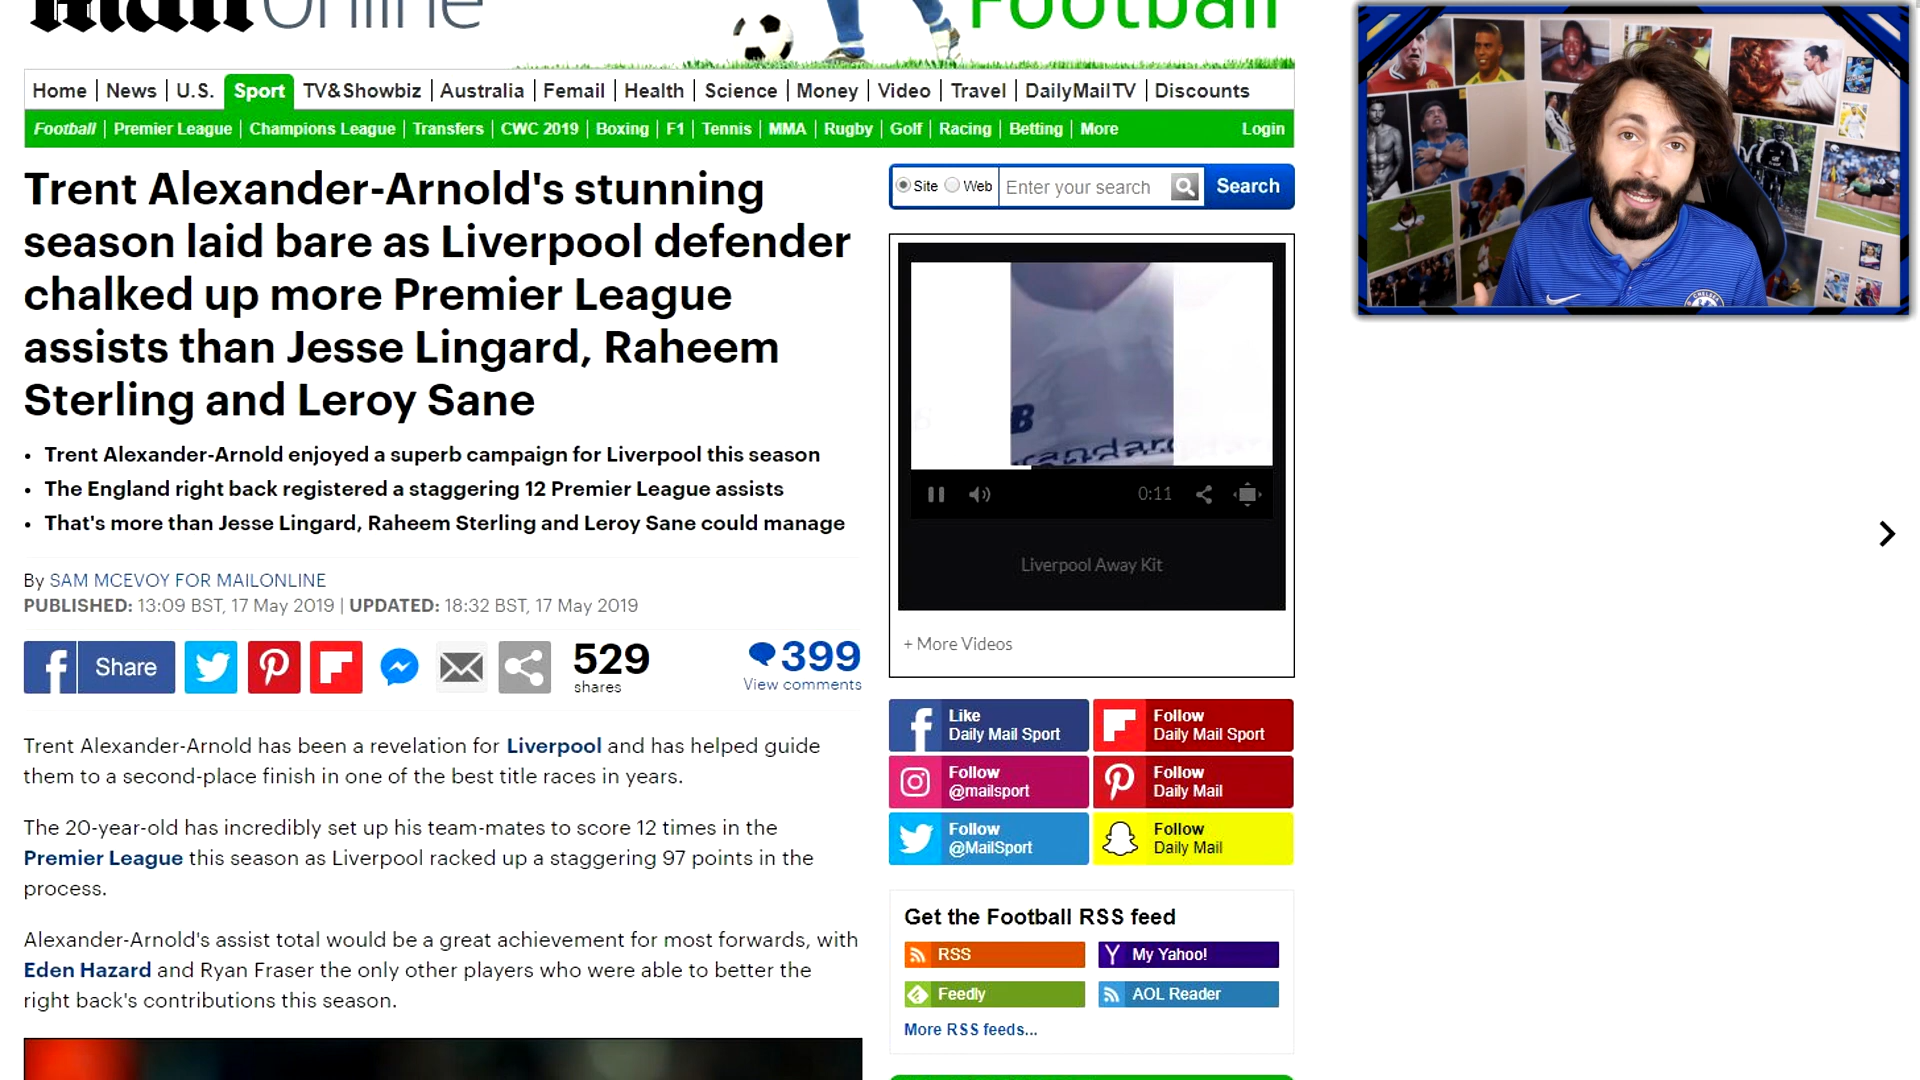 Mail Online
Football
Home News U.S. Sport TV&Showbiz Australia Femail Health Science Money Video Travel DailyMailTV Discounts
Football Premier League Champions League Transfers CWC 2019 Boxing F1 Tennis MMA Rugby Golf Racing Betting More Login
Trent Alexander-Arnold's stunning
season laid bare as Liverpool defender
chalked up more Premier League
assists than Jesse Lingard, Raheem
Sterling and Leroy Sane
• Trent Alexander-Arnold enjoyed a superb campaign for Liverpool this season
• The England right back registered a staggering 12 Premier League assists
• That's more than Jesse Lingard, Raheem Sterling and Leroy Sane could manage
By SAM MCEVOY FOR MAILONLINE
PUBLISHED: 13:09 BST, 17 May 2019 | UPDATED: 18:32 BST, 17 May 2019
Share
529
shares
399
View comments
Trent Alexander-Arnold has been a revelation for Liverpool and has helped guide
them to a second-place finish in one of the best title races in years.
The 20-year-old has incredibly set up his team-mates to score 12 times in the
Premier League this season as Liverpool racked up a staggering 97 points in the
process.
Alexander-Arnold's assist total would be a great achievement for most forwards, with
Eden Hazard and Ryan Fraser the only other players who were able to better the
right back's contributions this season.
Site Web Enter your search Search
0:11
Liverpool Away Kit
+ More Videos
Like
Daily Mail Sport
Follow
Daily Mail Sport
Follow
@mailsport
Follow
Daily Mail
Follow
@MailSport
Follow
Daily Mail
Get the Football RSS feed
RSS
My Yahoo!
Feedly
AOL Reader
More RSS feeds...